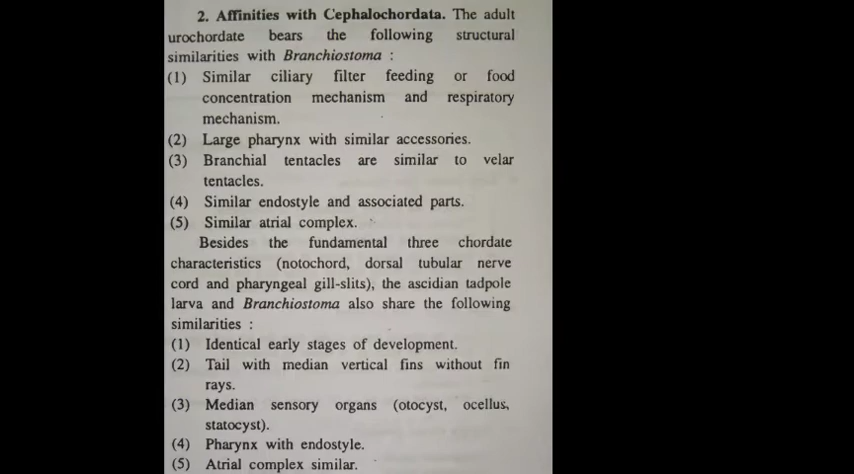 2. Affinities with Cephalochordata. The adult
urochordate bears the following structural
similarities with Branchiostoma :
(1) Similar ciliary filter feeding or food
concentration mechanism and respiratory
mechanism.
(2) Large pharynx with similar accessories.
(3) Branchial tentacles are similar to velar
tentacles.
(4) Similar endostyle and associated parts.
(5) Similar atrial complex.
Besides the fundamental three chordate
characteristics (notochord, dorsal tubular nerve
cord and pharyngeal gill-slits), the ascidian tadpole
larva and Branchiostoma also share the following
similarities :
(1) Identical early stages of development.
(2) Tail with median vertical fins without fin
rays.
(3) Median sensory organs (otocyst, ocellus,
statocyst).
(4) Pharynx with endostyle.
(5) Atrial complex similar.